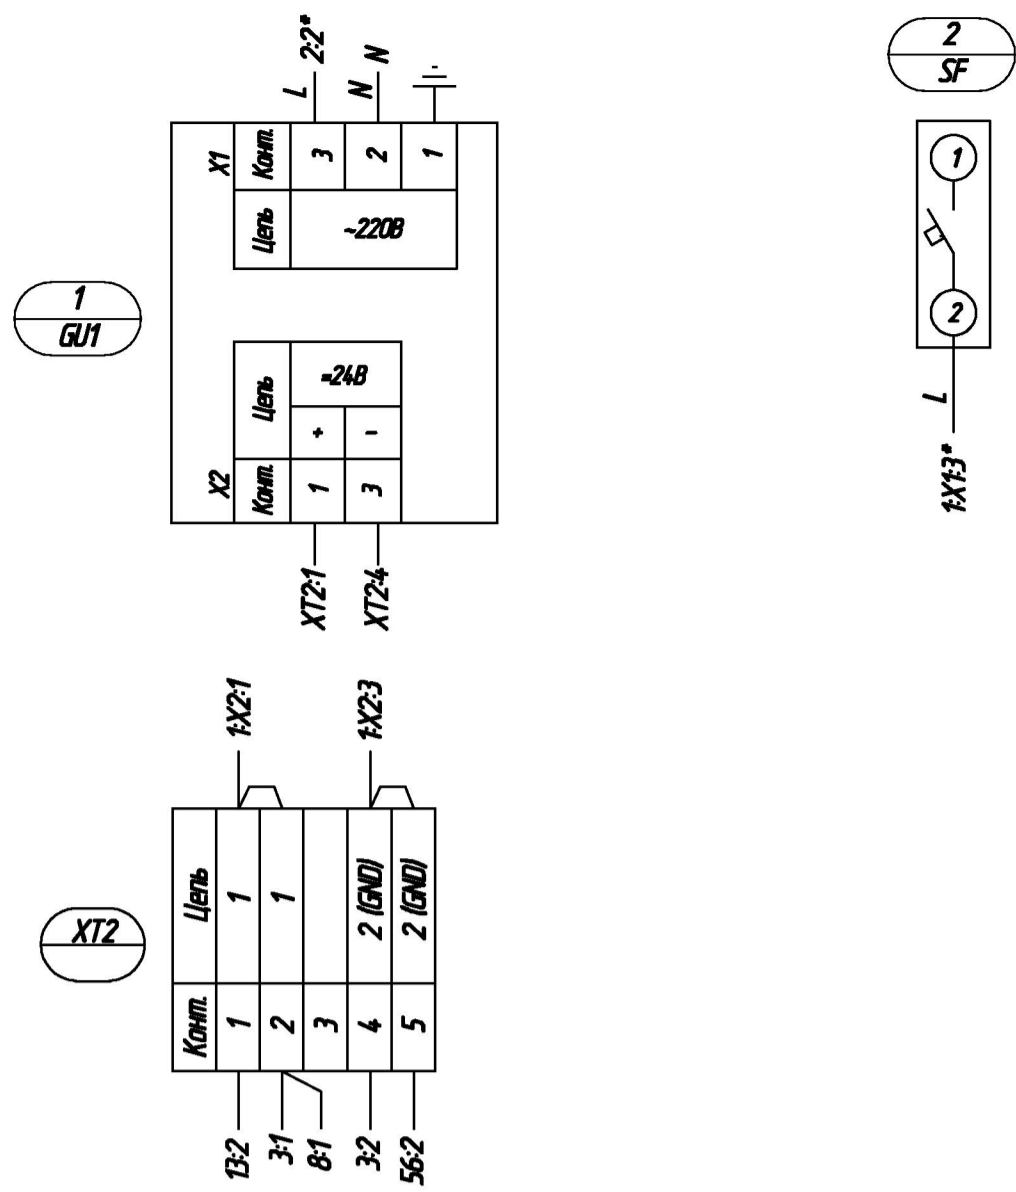 1
GU1
X1
Конт.
Цепь
3
2
1
~220В
L
2:2*
N
N
X2
Цепь
Конт.
=24В
+
-
1
3
XT2:1
XT2:4
2
SF
1
2
L
1:X1:3*
XT2
1:X2:1
1:X2:3
Цепь
1
1
2 (GND)
2 (GND)
Конт.
1
2
3
4
5
13:2
3:1
8:1
3:2
56:2